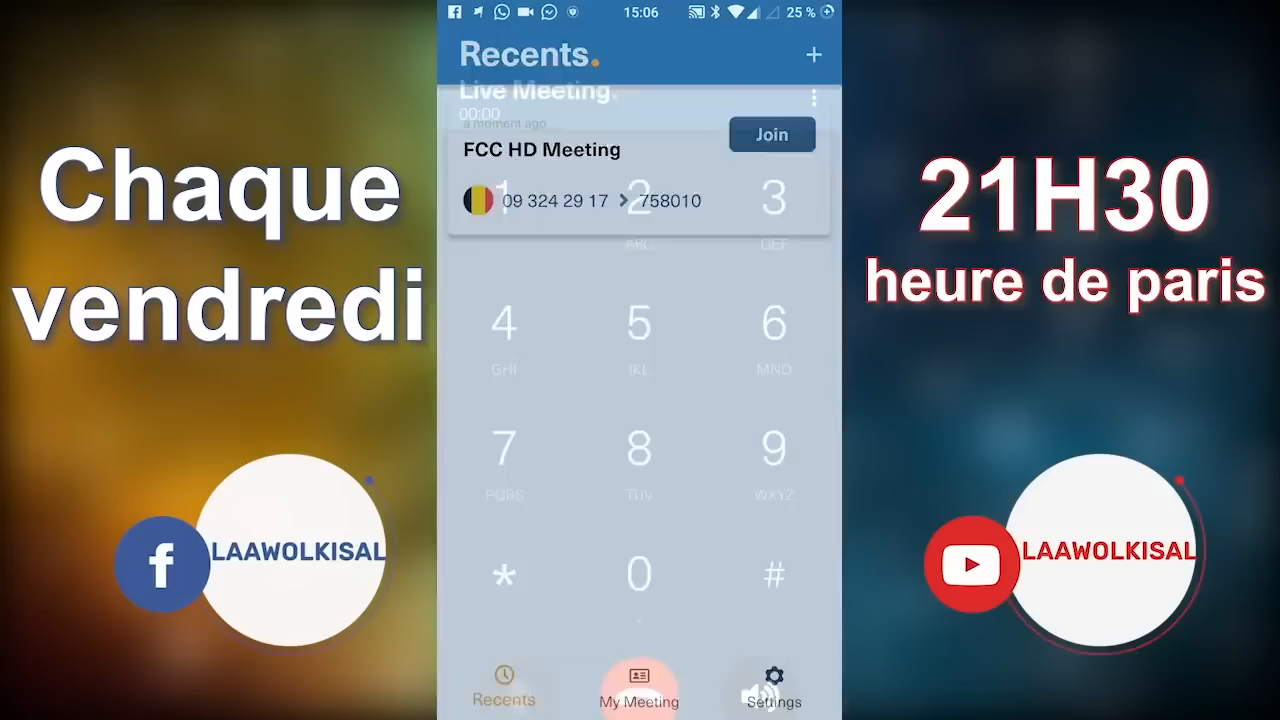 15:06
25 %
Recents.
+
Live Meeting.
00:00
a moment ago
Join
FCC HD Meeting
09 324 29 17 > 758010
1
2
3
ABC
DEF
4
5
6
GHI
JKL
MNO
7
8
9
PQRS
TUV
WXYZ
*
0
#
Recents
My Meeting
Settings
Chaque
vendredi
f
LAAWOLKISAL
21H30
heure de paris
LAAWOLKISAL